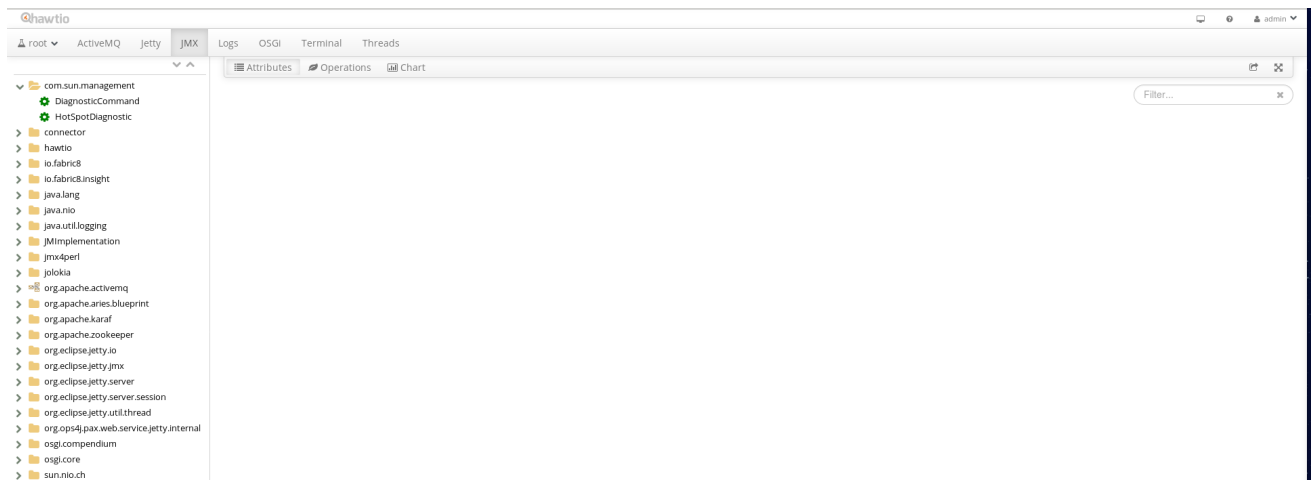 hawtio
admin
root ActiveMQ Jetty JMX Logs OSGi Terminal Threads
Attributes Operations Chart
Filter...
com.sun.management
DiagnosticCommand
HotSpotDiagnostic
connector
hawtio
io.fabric8
io.fabric8.insight
java.lang
java.nio
java.util.logging
JMImplementation
jmx4perl
jolokia
org.apache.activemq
org.apache.aries.blueprint
org.apache.karaf
org.apache.zookeeper
org.eclipse.jetty.io
org.eclipse.jetty.jmx
org.eclipse.jetty.server
org.eclipse.jetty.server.session
org.eclipse.jetty.util.thread
org.ops4j.pax.web.service.jetty.internal
osgi.compendium
osgi.core
sun.nio.ch